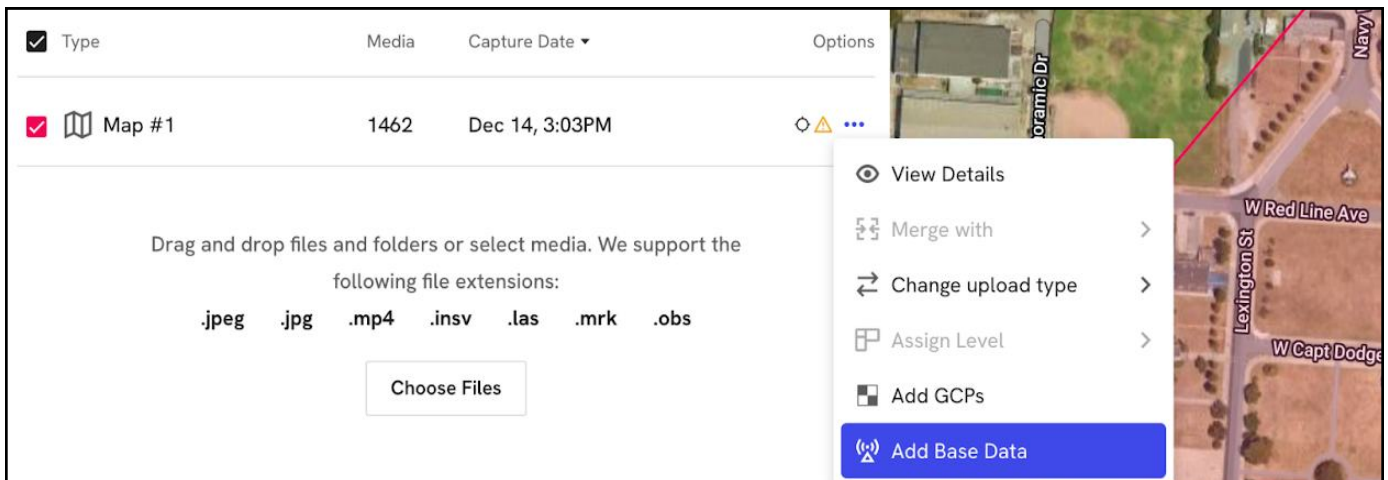 Type Media Capture Date Options
Map #1 1462 Dec 14, 3:03PM
Drag and drop files and folders or select media. We support the
following file extensions:
.jpeg .jpg .mp4 .insv .las .mrk .obs
Choose Files
View Details
Merge with
Change upload type
Assign Level
Add GCPs
Add Base Data
Navy
W Red Line Ave
Lexington St
W Capt Dodge